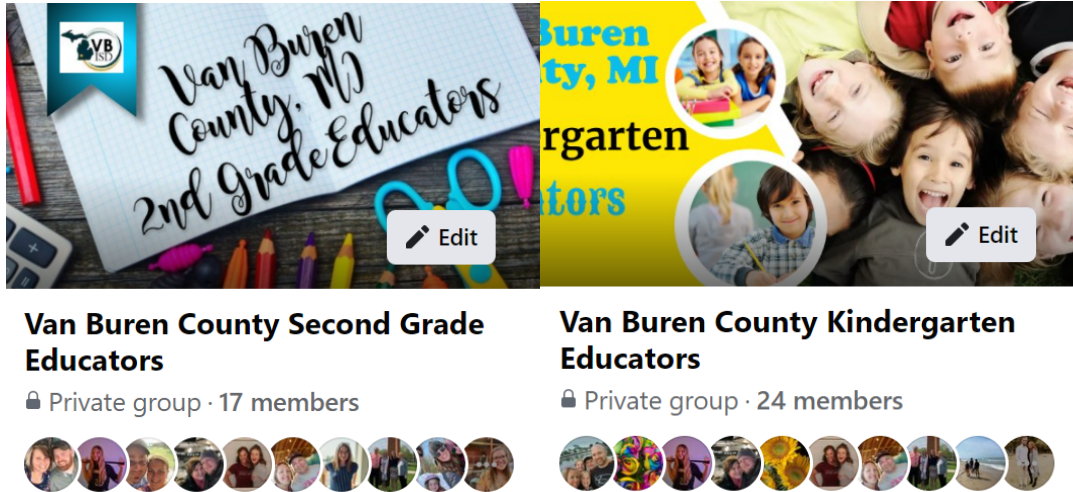 VB
ISD
Van Buren
County, MI
2nd Grade Educators
Edit
Van Buren County Second Grade
Educators
Private group · 17 members
Buren
ty, MI
rgarten
ators
Edit
Van Buren County Kindergarten
Educators
Private group · 24 members